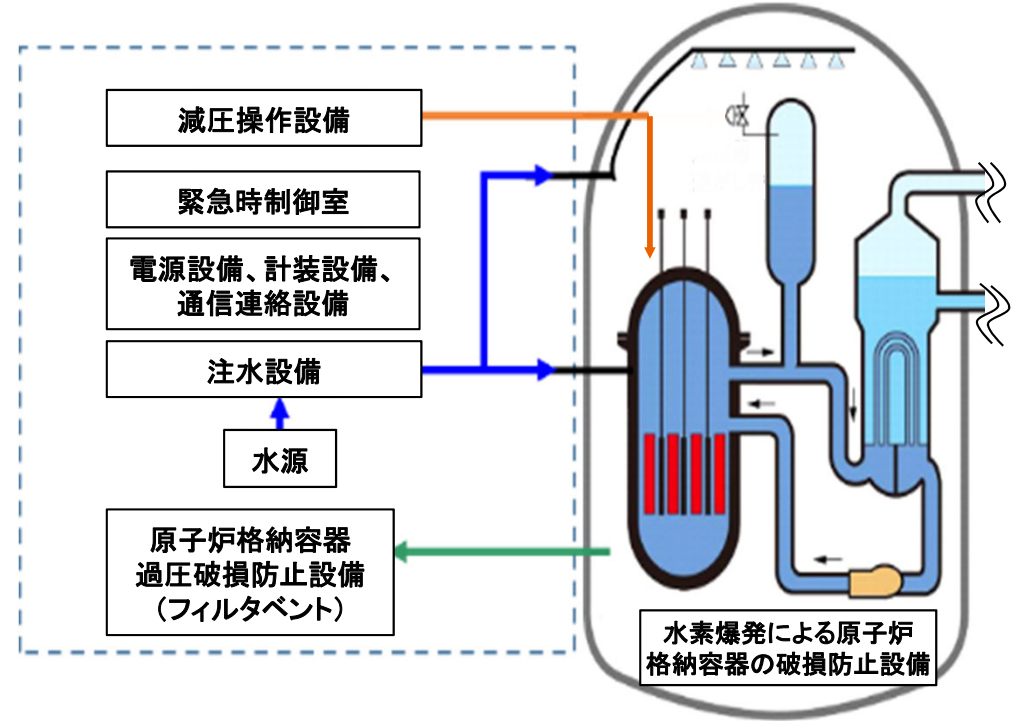 減圧操作設備
緊急時制御室
電源設備、計装設備、
通信連絡設備
注水設備
水源
原子炉格納容器
過圧破損防止設備
（フィルタベント）
水素爆発による原子炉
格納容器の破損防止設備